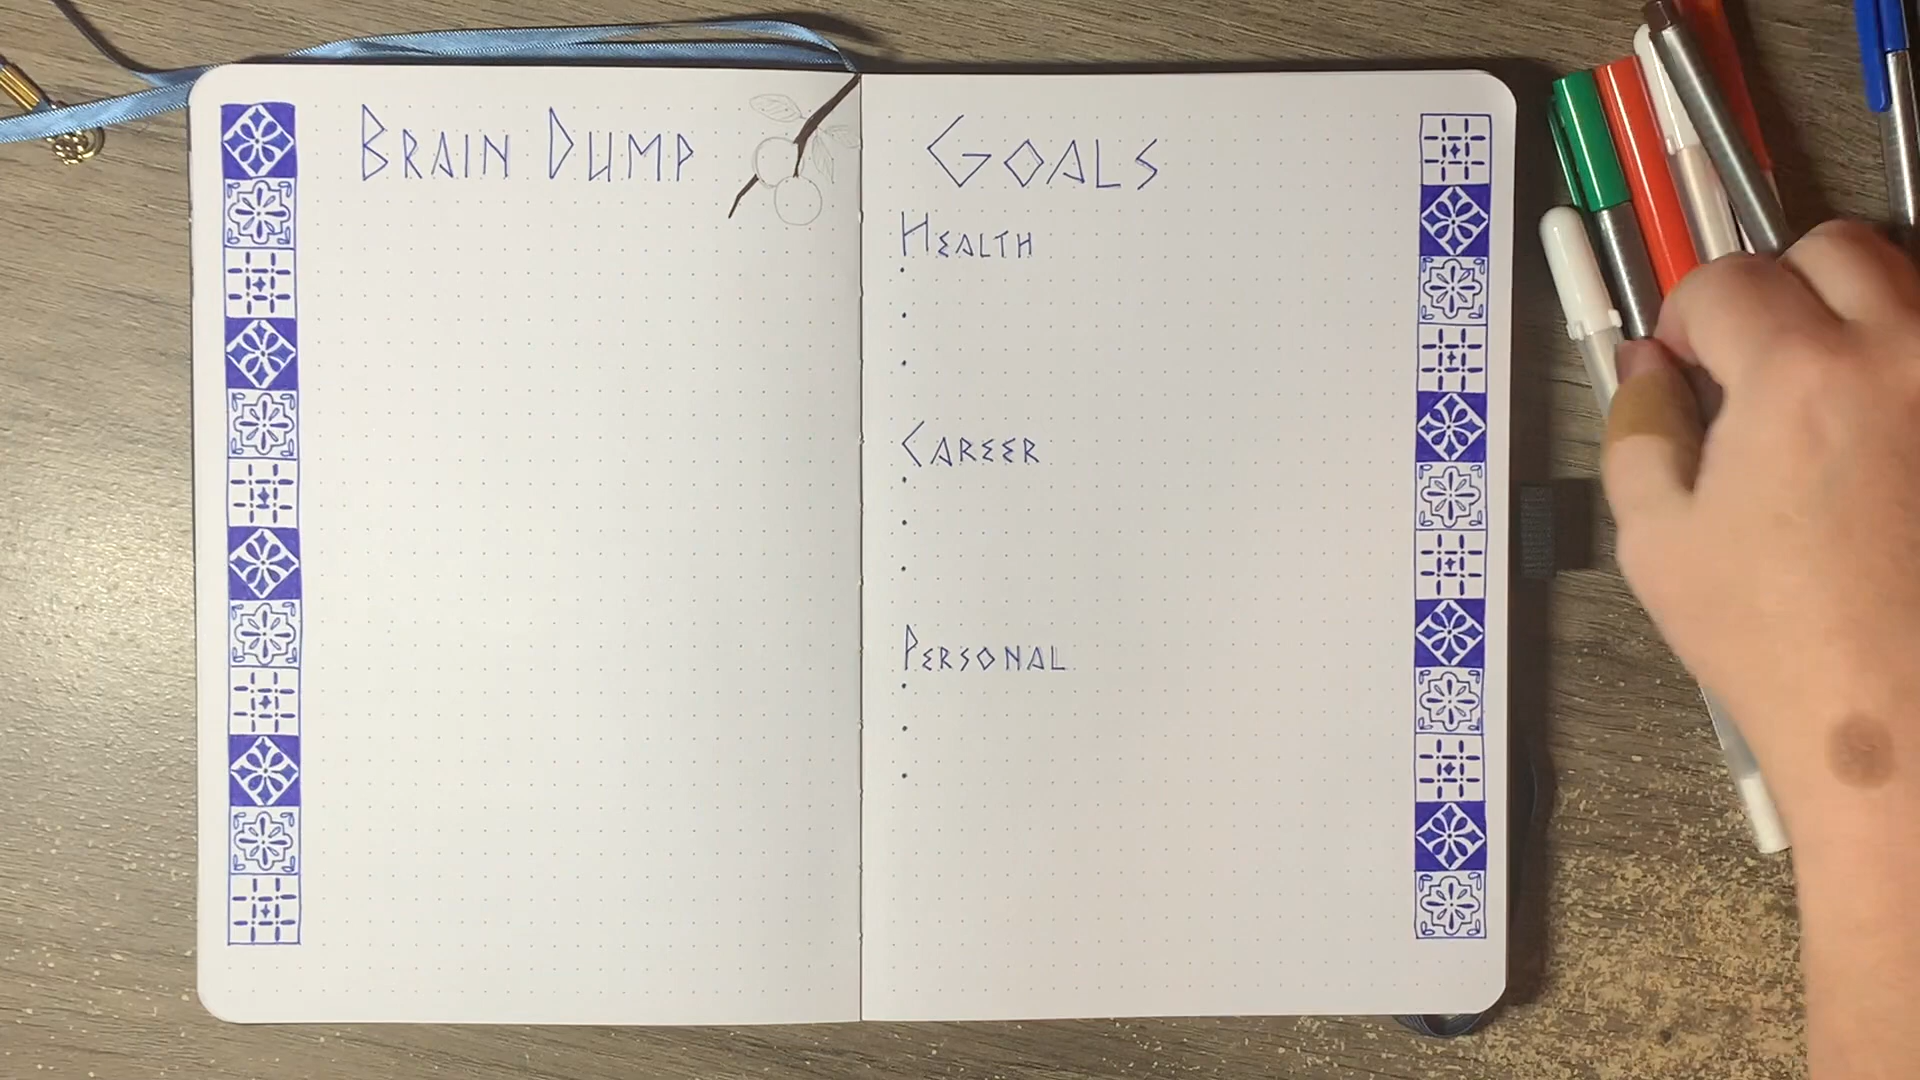 BRAIN DUMP
GOALS
HEALTH
•
•
•
CAREER
•
•
•
PERSONAL
•
•
•